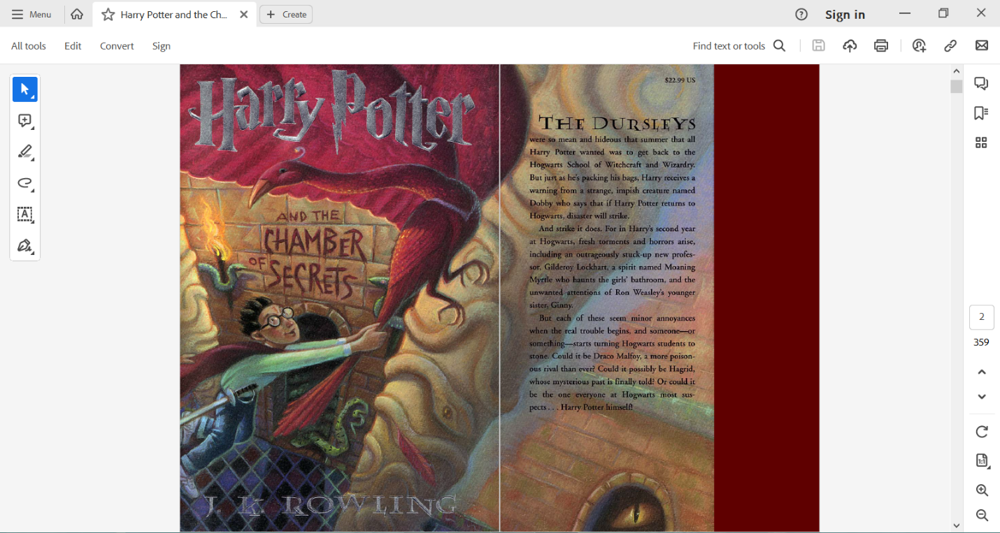 Menu
Harry Potter and the Ch...
Create
Sign in
All tools
Edit
Convert
Sign
Find text or tools
Harry Potter
AND THE
CHAMBER
OF SECRETS
J. K. ROWLING
$22.99 US
THE DURSLEYS
were so mean and hideous that summer that all
Harry Potter wanted was to get back to the
Hogwarts School of Witchcraft and Wizardry.
But just as he's packing his bags, Harry receives a
warning from a strange, impish creature named
Dobby who says that if Harry Potter returns to
Hogwarts, disaster will strike.
And strike it does. For in Harry's second year
at Hogwarts, fresh torments and horrors arise,
including an outrageously stuck-up new profes-
sor, Gilderoy Lockhart, a spirit named Moaning
Myrtle who haunts the girls' bathroom, and the
unwanted attentions of Ron Weasley's younger
sister, Ginny.
But each of these seem minor annoyances
when the real trouble begins, and someone—or
something—starts turning Hogwarts students to
stone. Could it be Draco Malfoy, a more poison-
ous rival than ever? Could it possibly be Hagrid,
whose mysterious past is finally told? Or could it
be the one everyone at Hogwarts most sus-
pects . . . Harry Potter himself?
2
359